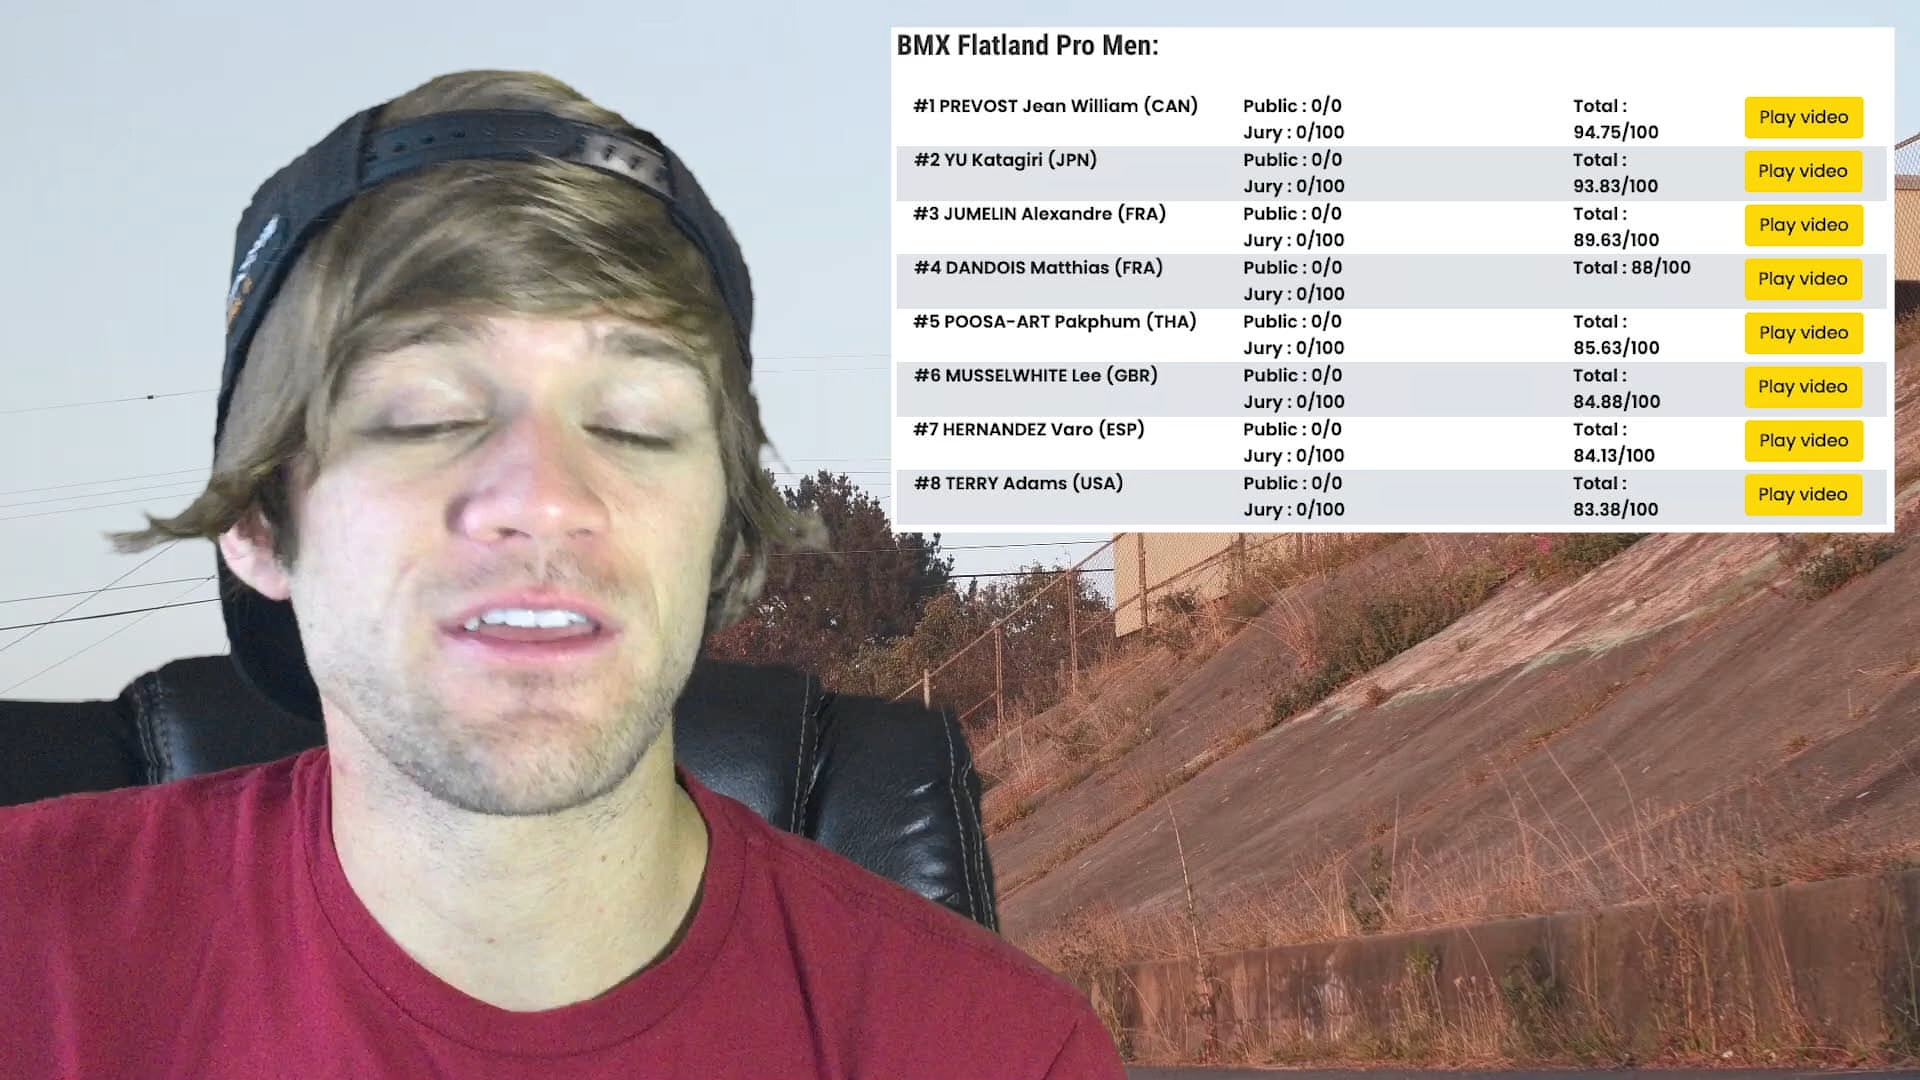 BMX Flatland Pro Men:
#1 PREVOST Jean William (CAN) Public : 0/0 Total : Play video
Jury : 0/100 94.75/100
#2 YU Katagiri (JPN) Public : 0/0 Total : Play video
Jury : 0/100 93.83/100
#3 JUMELIN Alexandre (FRA) Public : 0/0 Total : Play video
Jury : 0/100 89.63/100
#4 DANDOIS Matthias (FRA) Public : 0/0 Total : 88/100 Play video
Jury : 0/100
#5 POOSA-ART Pakphum (THA) Public : 0/0 Total : Play video
Jury : 0/100 85.63/100
#6 MUSSELWHITE Lee (GBR) Public : 0/0 Total : Play video
Jury : 0/100 84.88/100
#7 HERNANDEZ Varo (ESP) Public : 0/0 Total : Play video
Jury : 0/100 84.13/100
#8 TERRY Adams (USA) Public : 0/0 Total : Play video
Jury : 0/100 83.38/100